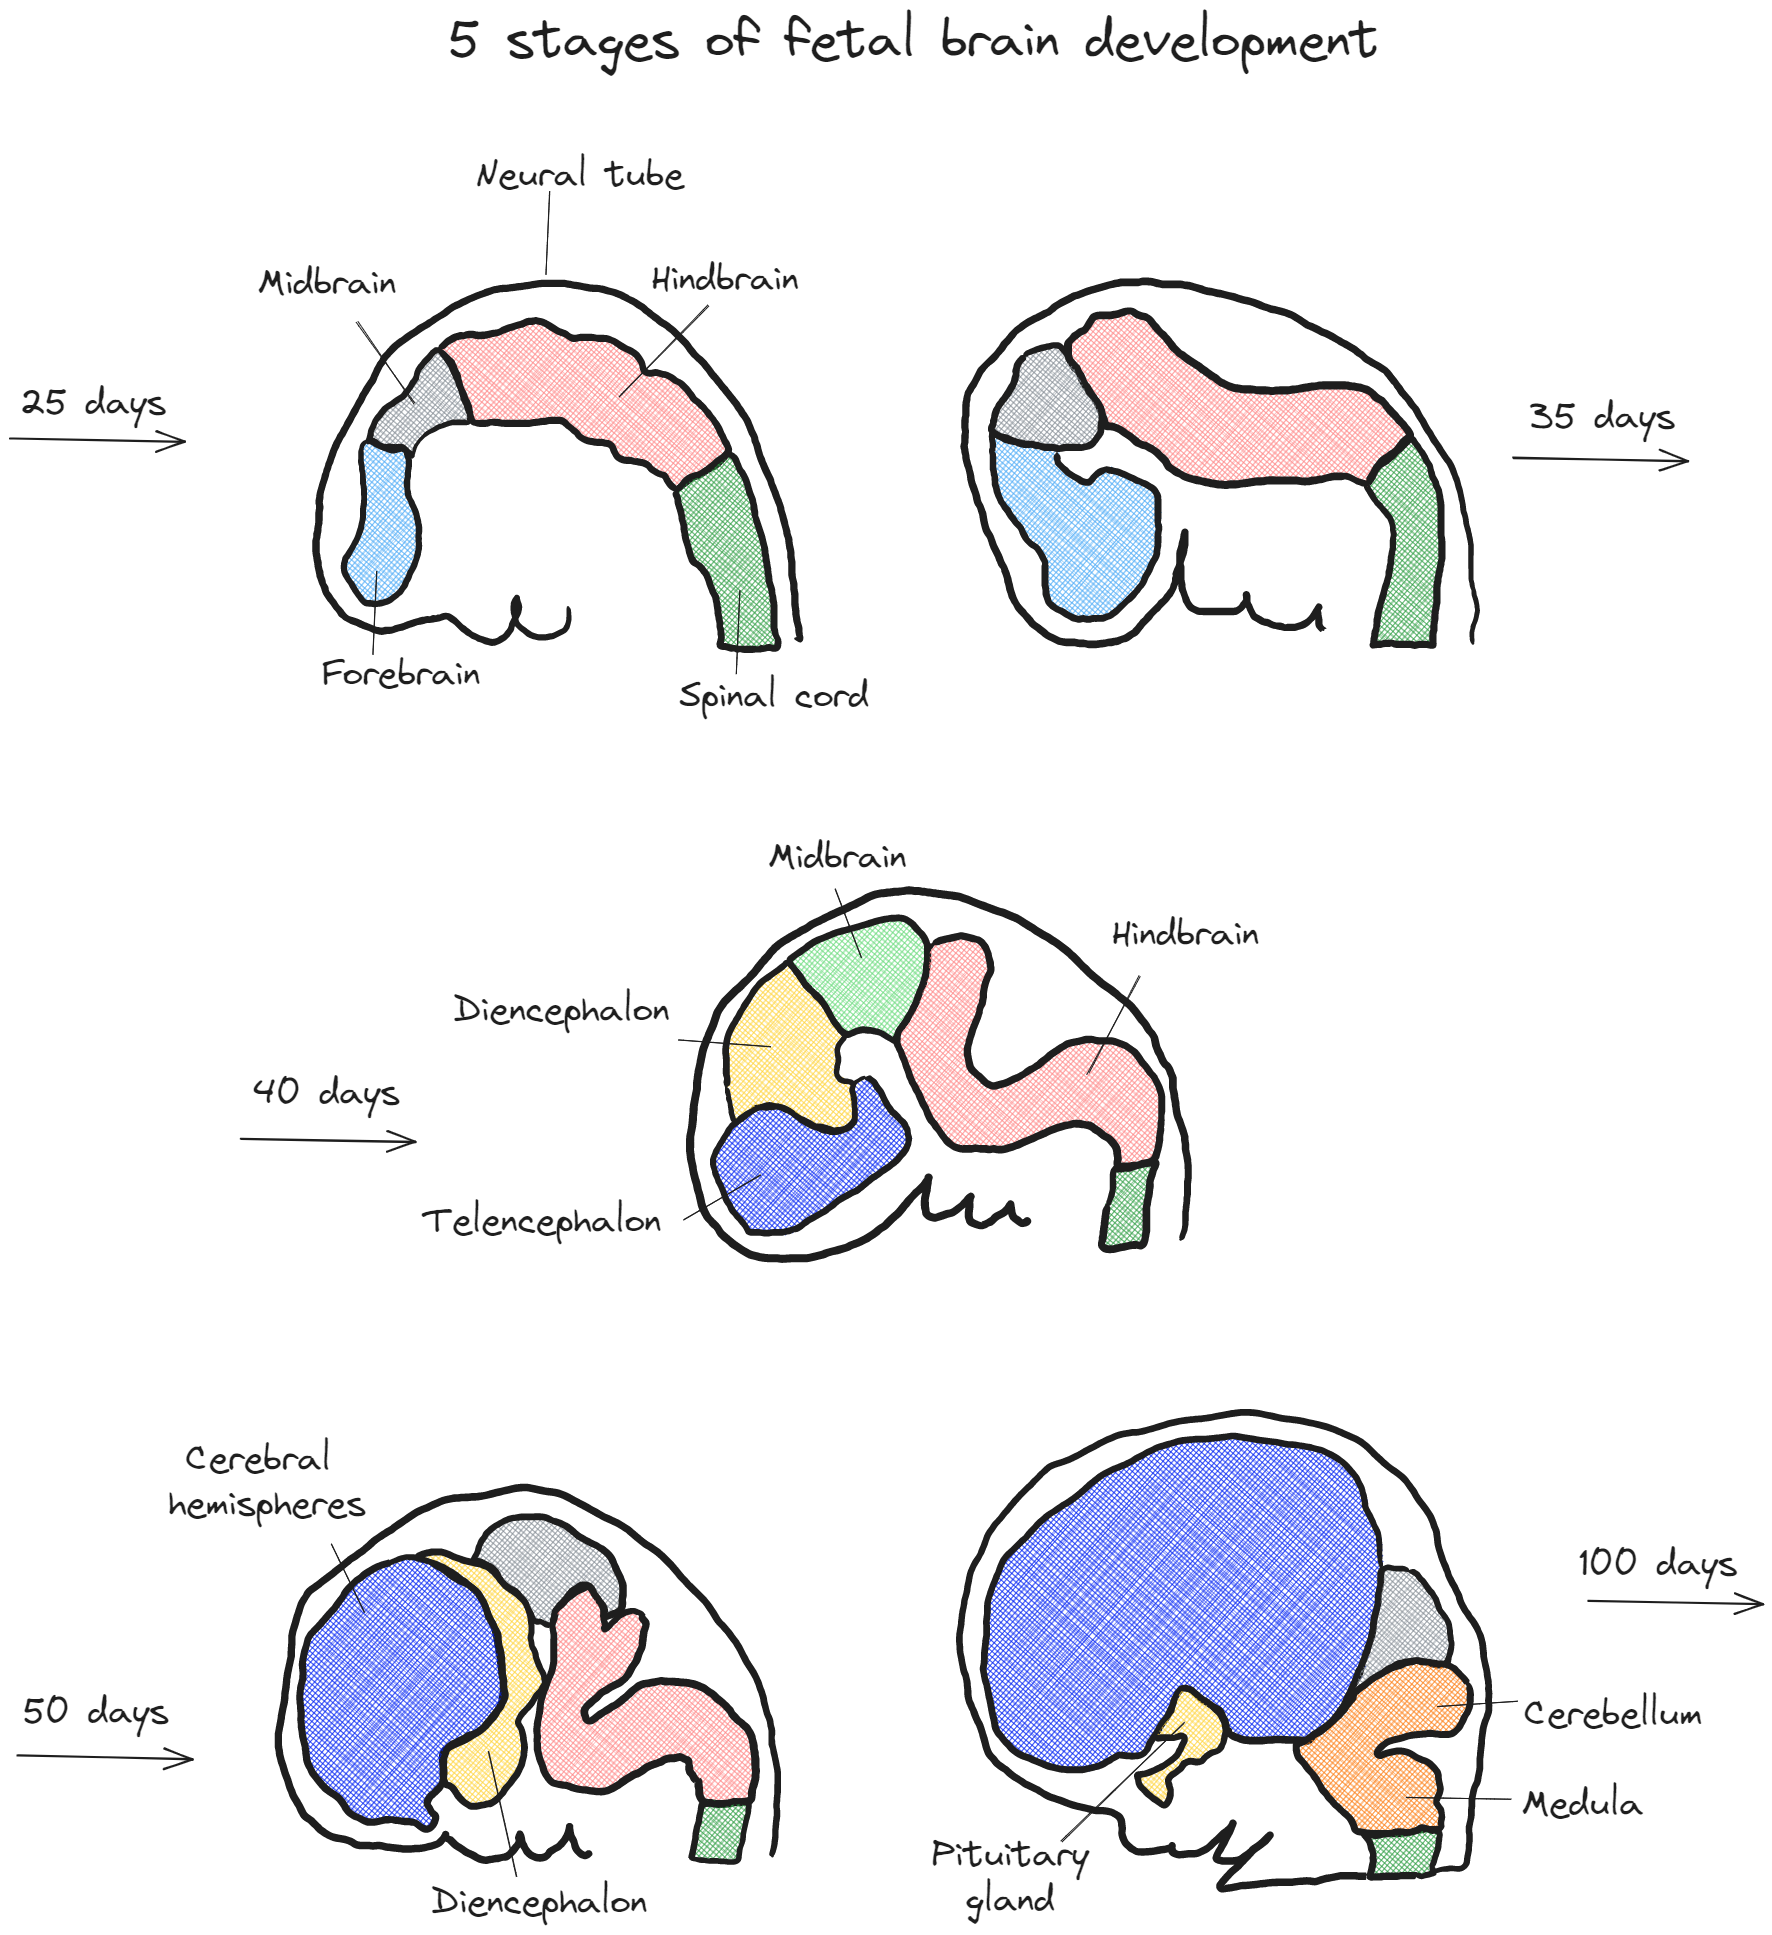 5 stages of fetal brain development
Neural tube
Midbrain
Hindbrain
25 days
35 days
Forebrain
Spinal cord
Midbrain
Hindbrain
Diencephalon
40 days
Telencephalon
Cerebral
hemispheres
100 days
50 days
Cerebellum
Medula
Pituitary
gland
Diencephalon